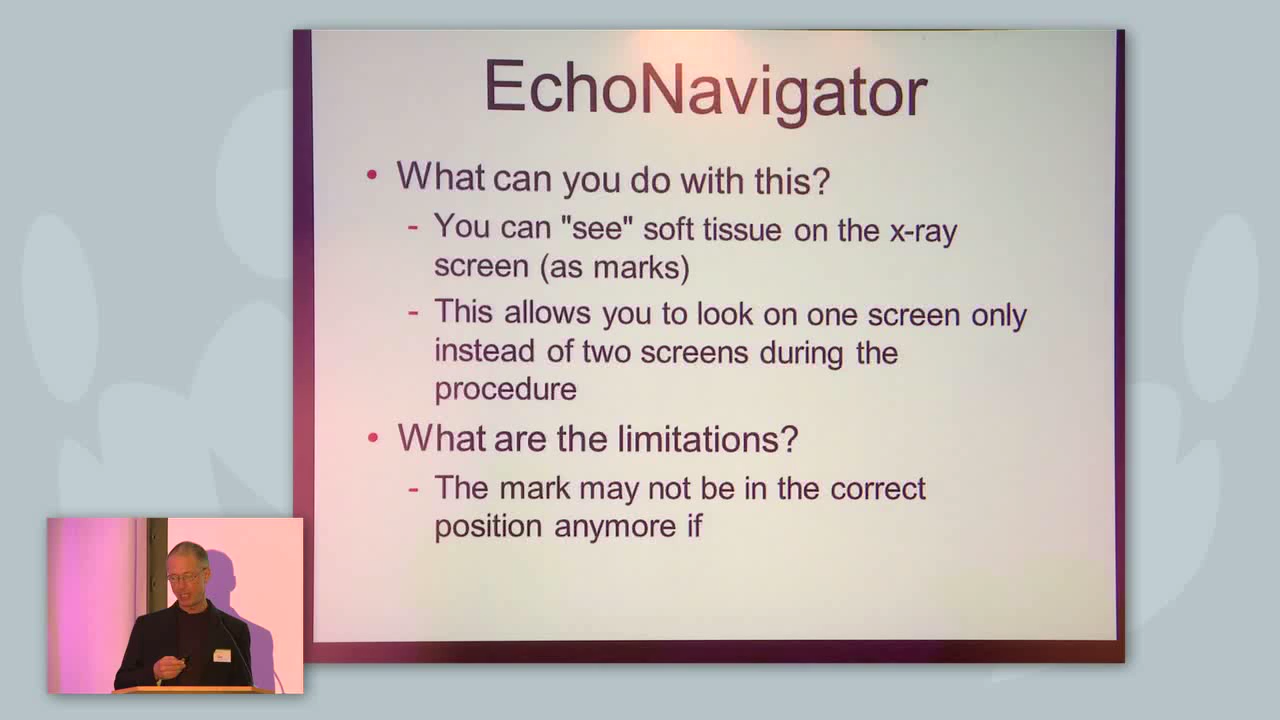 EchoNavigator
• What can you do with this?
- You can "see" soft tissue on the x-ray
screen (as marks)
- This allows you to look on one screen only
instead of two screens during the
procedure
• What are the limitations?
- The mark may not be in the correct
position anymore if